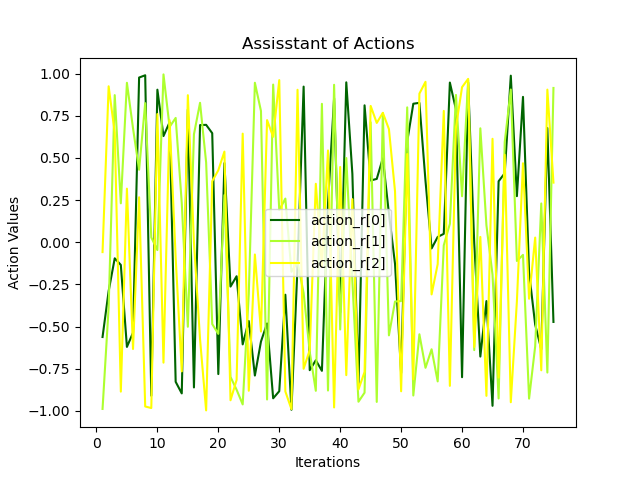 Assisstant of Actions
1.00
0.75
0.50
0.25
0.00
−0.25
−0.50
−0.75
−1.00
Action Values
action_r[0]
action_r[1]
action_r[2]
0 10 20 30 40 50 60 70
Iterations